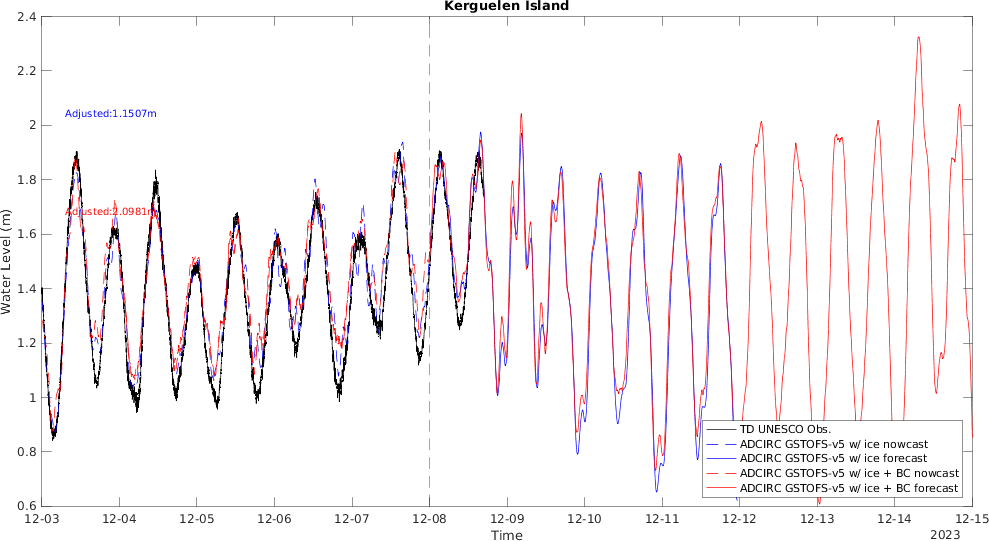 Kerguelen Island
2.4
2.2
2
1.8
1.6
1.4
1.2
1
0.8
0.6
Water Level (m)
Adjusted:1.1507m
Adjusted:2.0981m
TD UNESCO Obs.
ADCIRC GSTOFS-v5 w/ ice nowcast
ADCIRC GSTOFS-v5 w/ ice forecast
ADCIRC GSTOFS-v5 w/ ice + BC nowcast
ADCIRC GSTOFS-v5 w/ ice + BC forecast
12-03 12-04 12-05 12-06 12-07 12-08 12-09 12-10 12-11 12-12 12-13 12-14 12-15
Time
2023